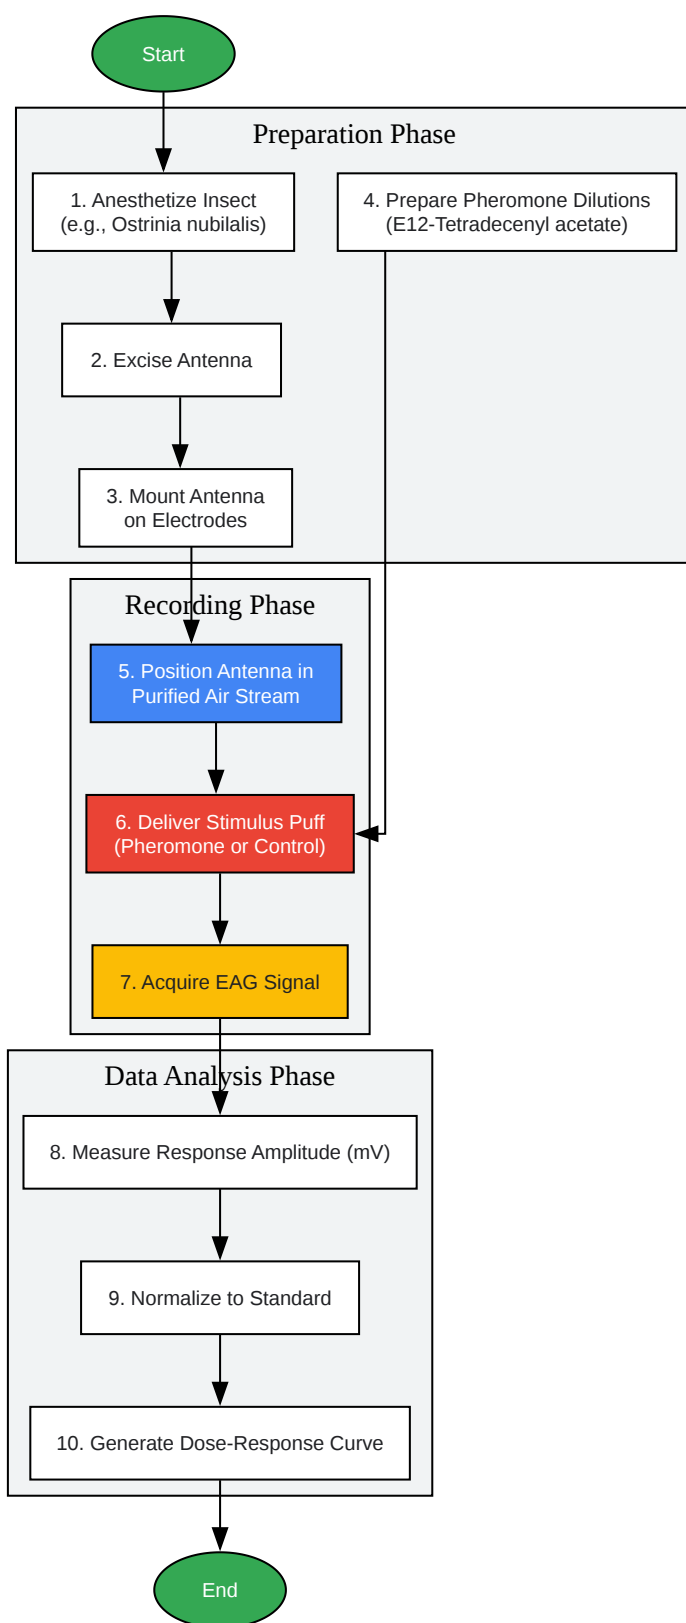 Start
Preparation Phase
1. Anesthetize Insect
(e.g., Ostrinia nubilalis)
4. Prepare Pheromone Dilutions
(E12-Tetradecenyl acetate)
2. Excise Antenna
3. Mount Antenna
on Electrodes
Recording Phase
5. Position Antenna in
Purified Air Stream
6. Deliver Stimulus Puff
(Pheromone or Control)
7. Acquire EAG Signal
Data Analysis Phase
8. Measure Response Amplitude (mV)
9. Normalize to Standard
10. Generate Dose-Response Curve
End